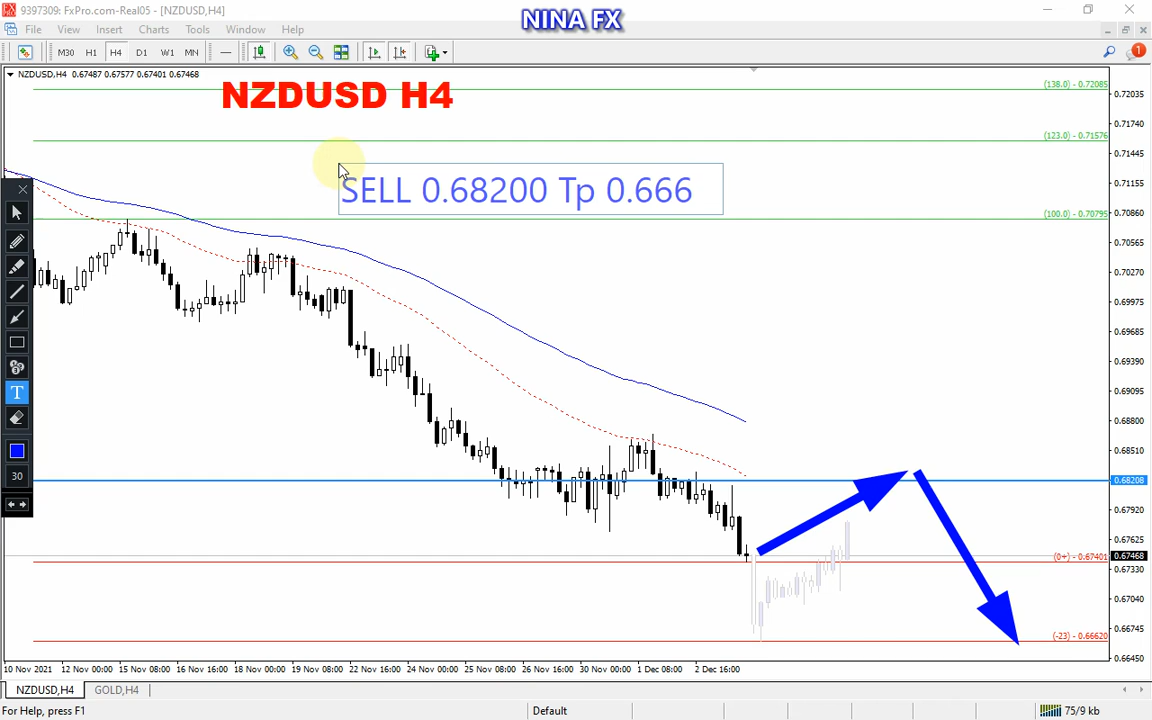 9397309: FxPro.com-Real05 - [NZDUSD,H4]
NINA FX
File View Insert Charts Tools Window Help
M30 H1 H4 D1 W1 MN
1
NZDUSD,H4 0.67487 0.67577 0.67401 0.67468
NZDUSD H4
SELL 0.68200 Tp 0.666
(138.0) - 0.72085
(123.0) - 0.71576
(100.0) - 0.70795
(0+) - 0.67401
(-23) - 0.66620
0.72035
0.71740
0.71445
0.71155
0.70860
0.70565
0.70270
0.69975
0.69685
0.69390
0.69095
0.68800
0.68510
0.68208
0.67920
0.67625
0.67468
0.67330
0.67040
0.66745
0.66450
T
30
10 Nov 2021 12 Nov 00:00 15 Nov 08:00 16 Nov 16:00 18 Nov 00:00 19 Nov 08:00 22 Nov 16:00 24 Nov 00:00 25 Nov 08:00 26 Nov 16:00 30 Nov 00:00 1 Dec 08:00 2 Dec 16:00
NZDUSD,H4 GOLD,H4
For Help, press F1 Default 75/9 kb